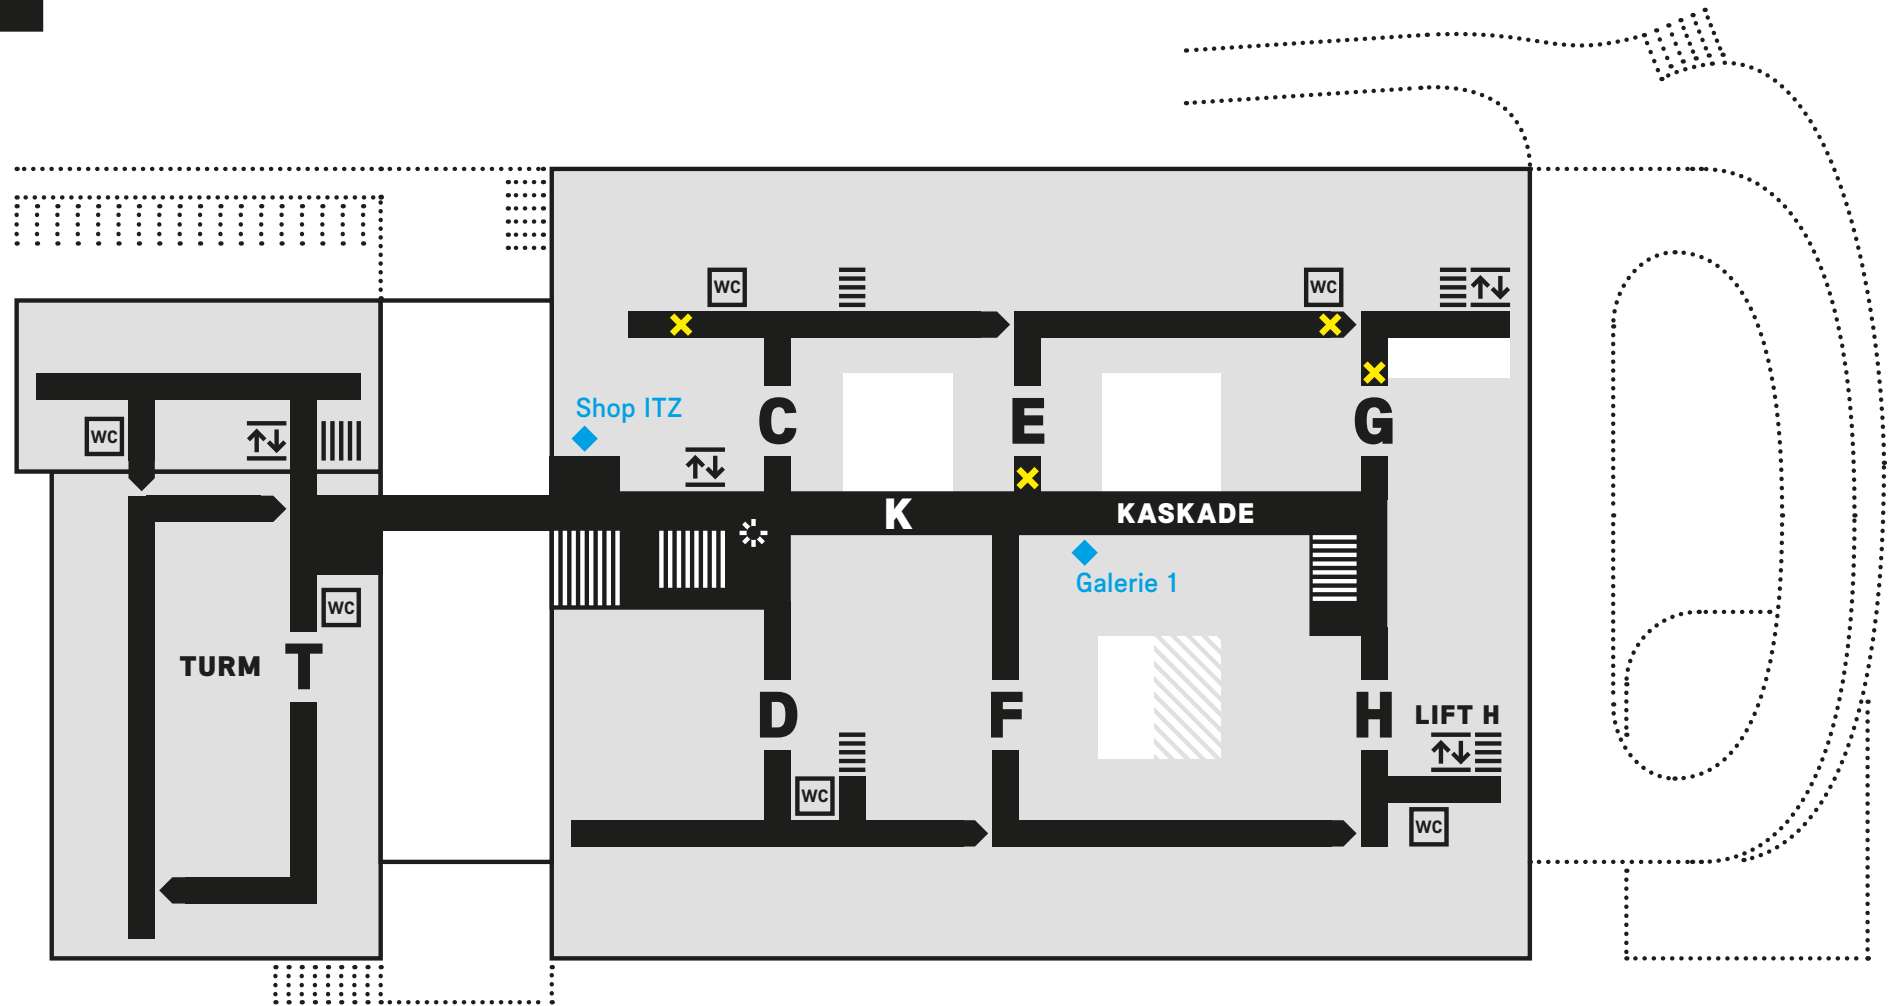 WC
WC
Shop ITZ
C
E
G
WC
K
KASKADE
Galerie 1
WC
TURM
T
D
F
H
LIFT H
WC
WC